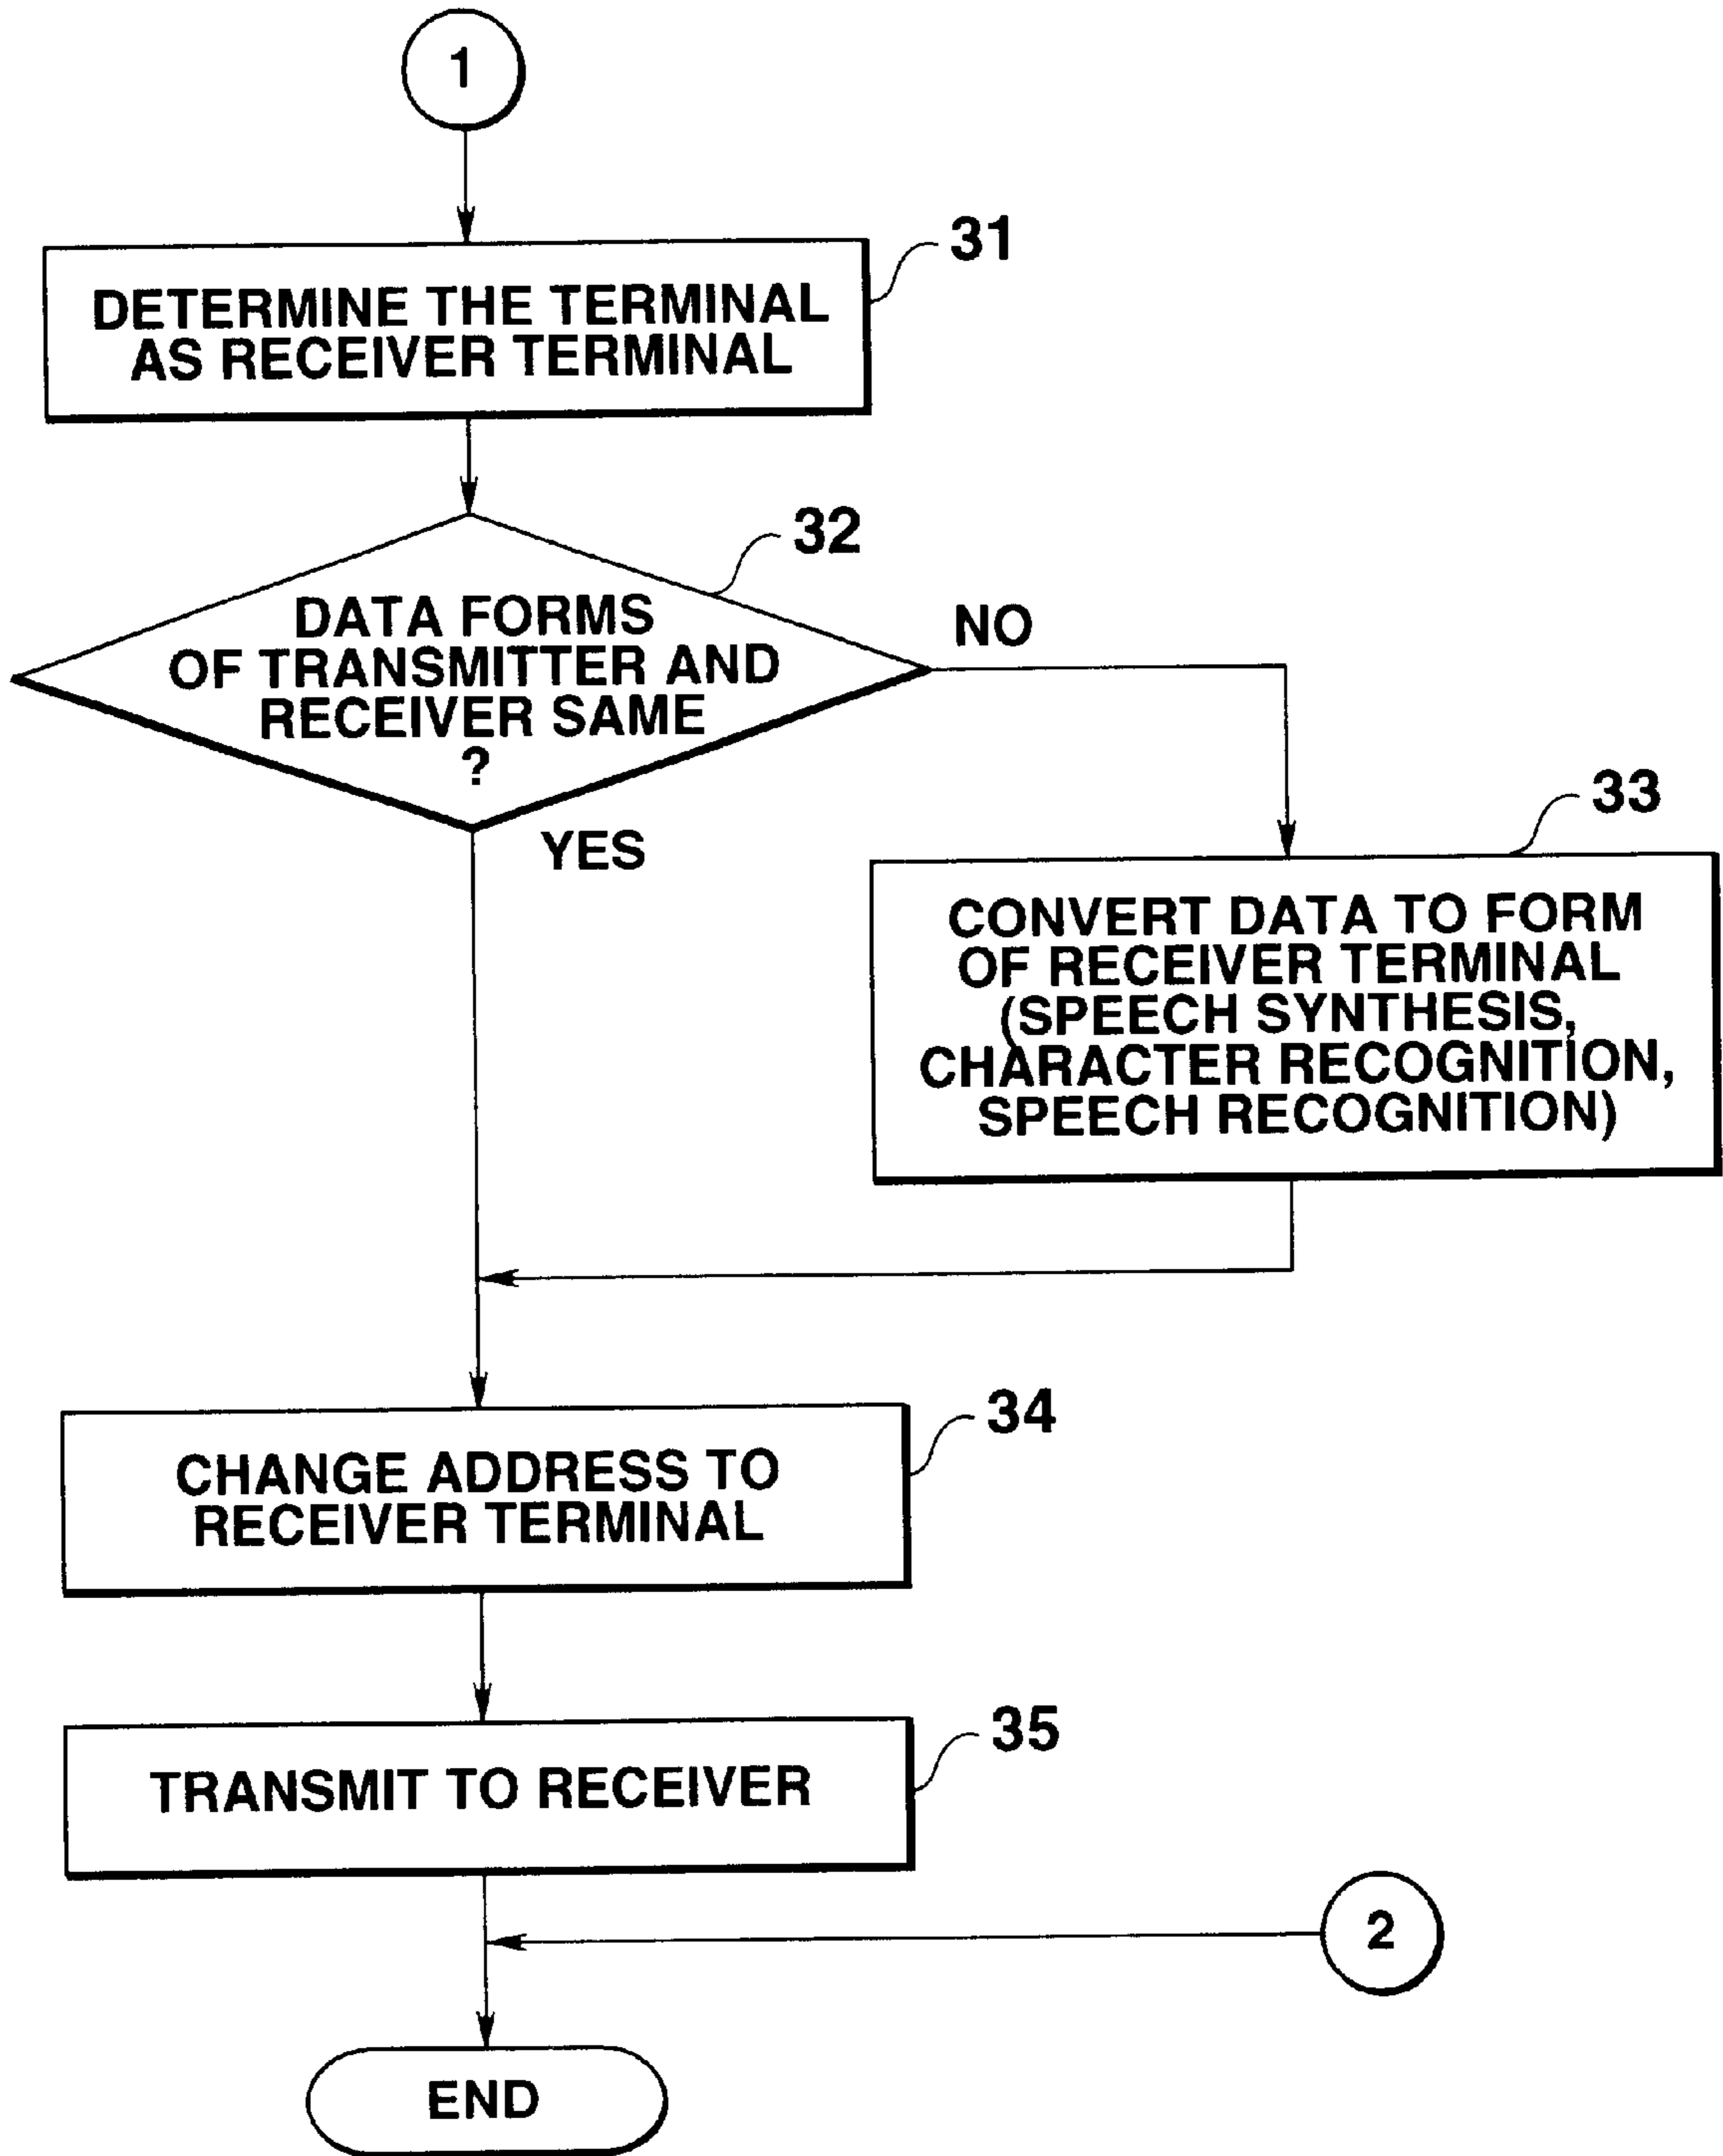 1
31
DETERMINE THE TERMINAL
AS RECEIVER TERMINAL
32
DATA FORMS
OF TRANSMITTER AND
RECEIVER SAME
?
NO
YES
33
CONVERT DATA TO FORM
OF RECEIVER TERMINAL
(SPEECH SYNTHESIS,
CHARACTER RECOGNITION,
SPEECH RECOGNITION)
34
CHANGE ADDRESS TO
RECEIVER TERMINAL
35
TRANSMIT TO RECEIVER
2
END